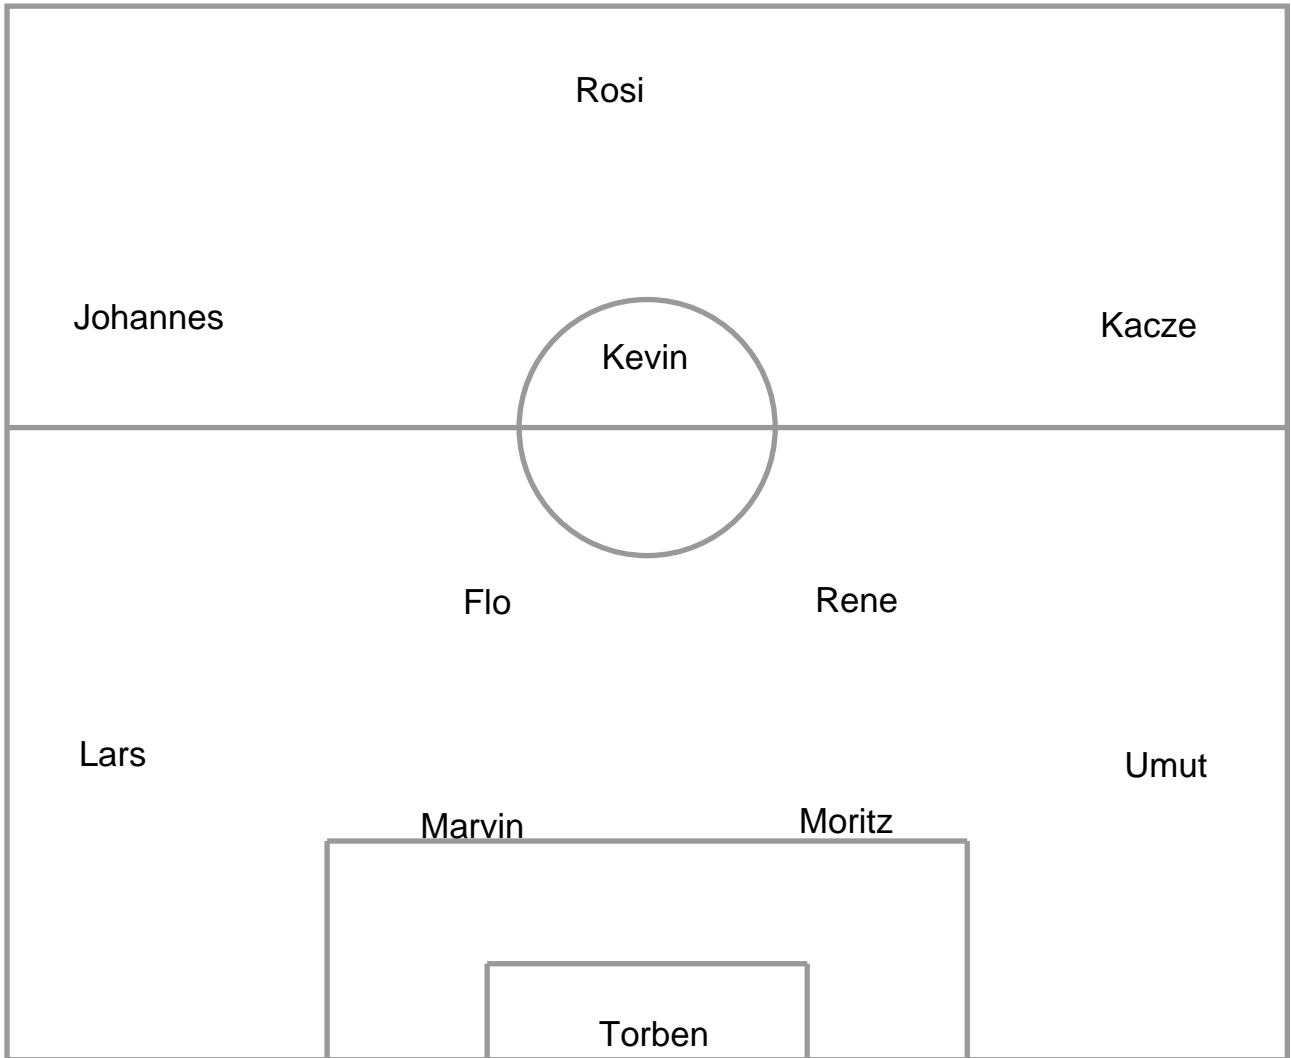 Rosi
Johannes
Kacze
Kevin
Flo
Rene
Lars
Umut
Marvin
Moritz
Torben